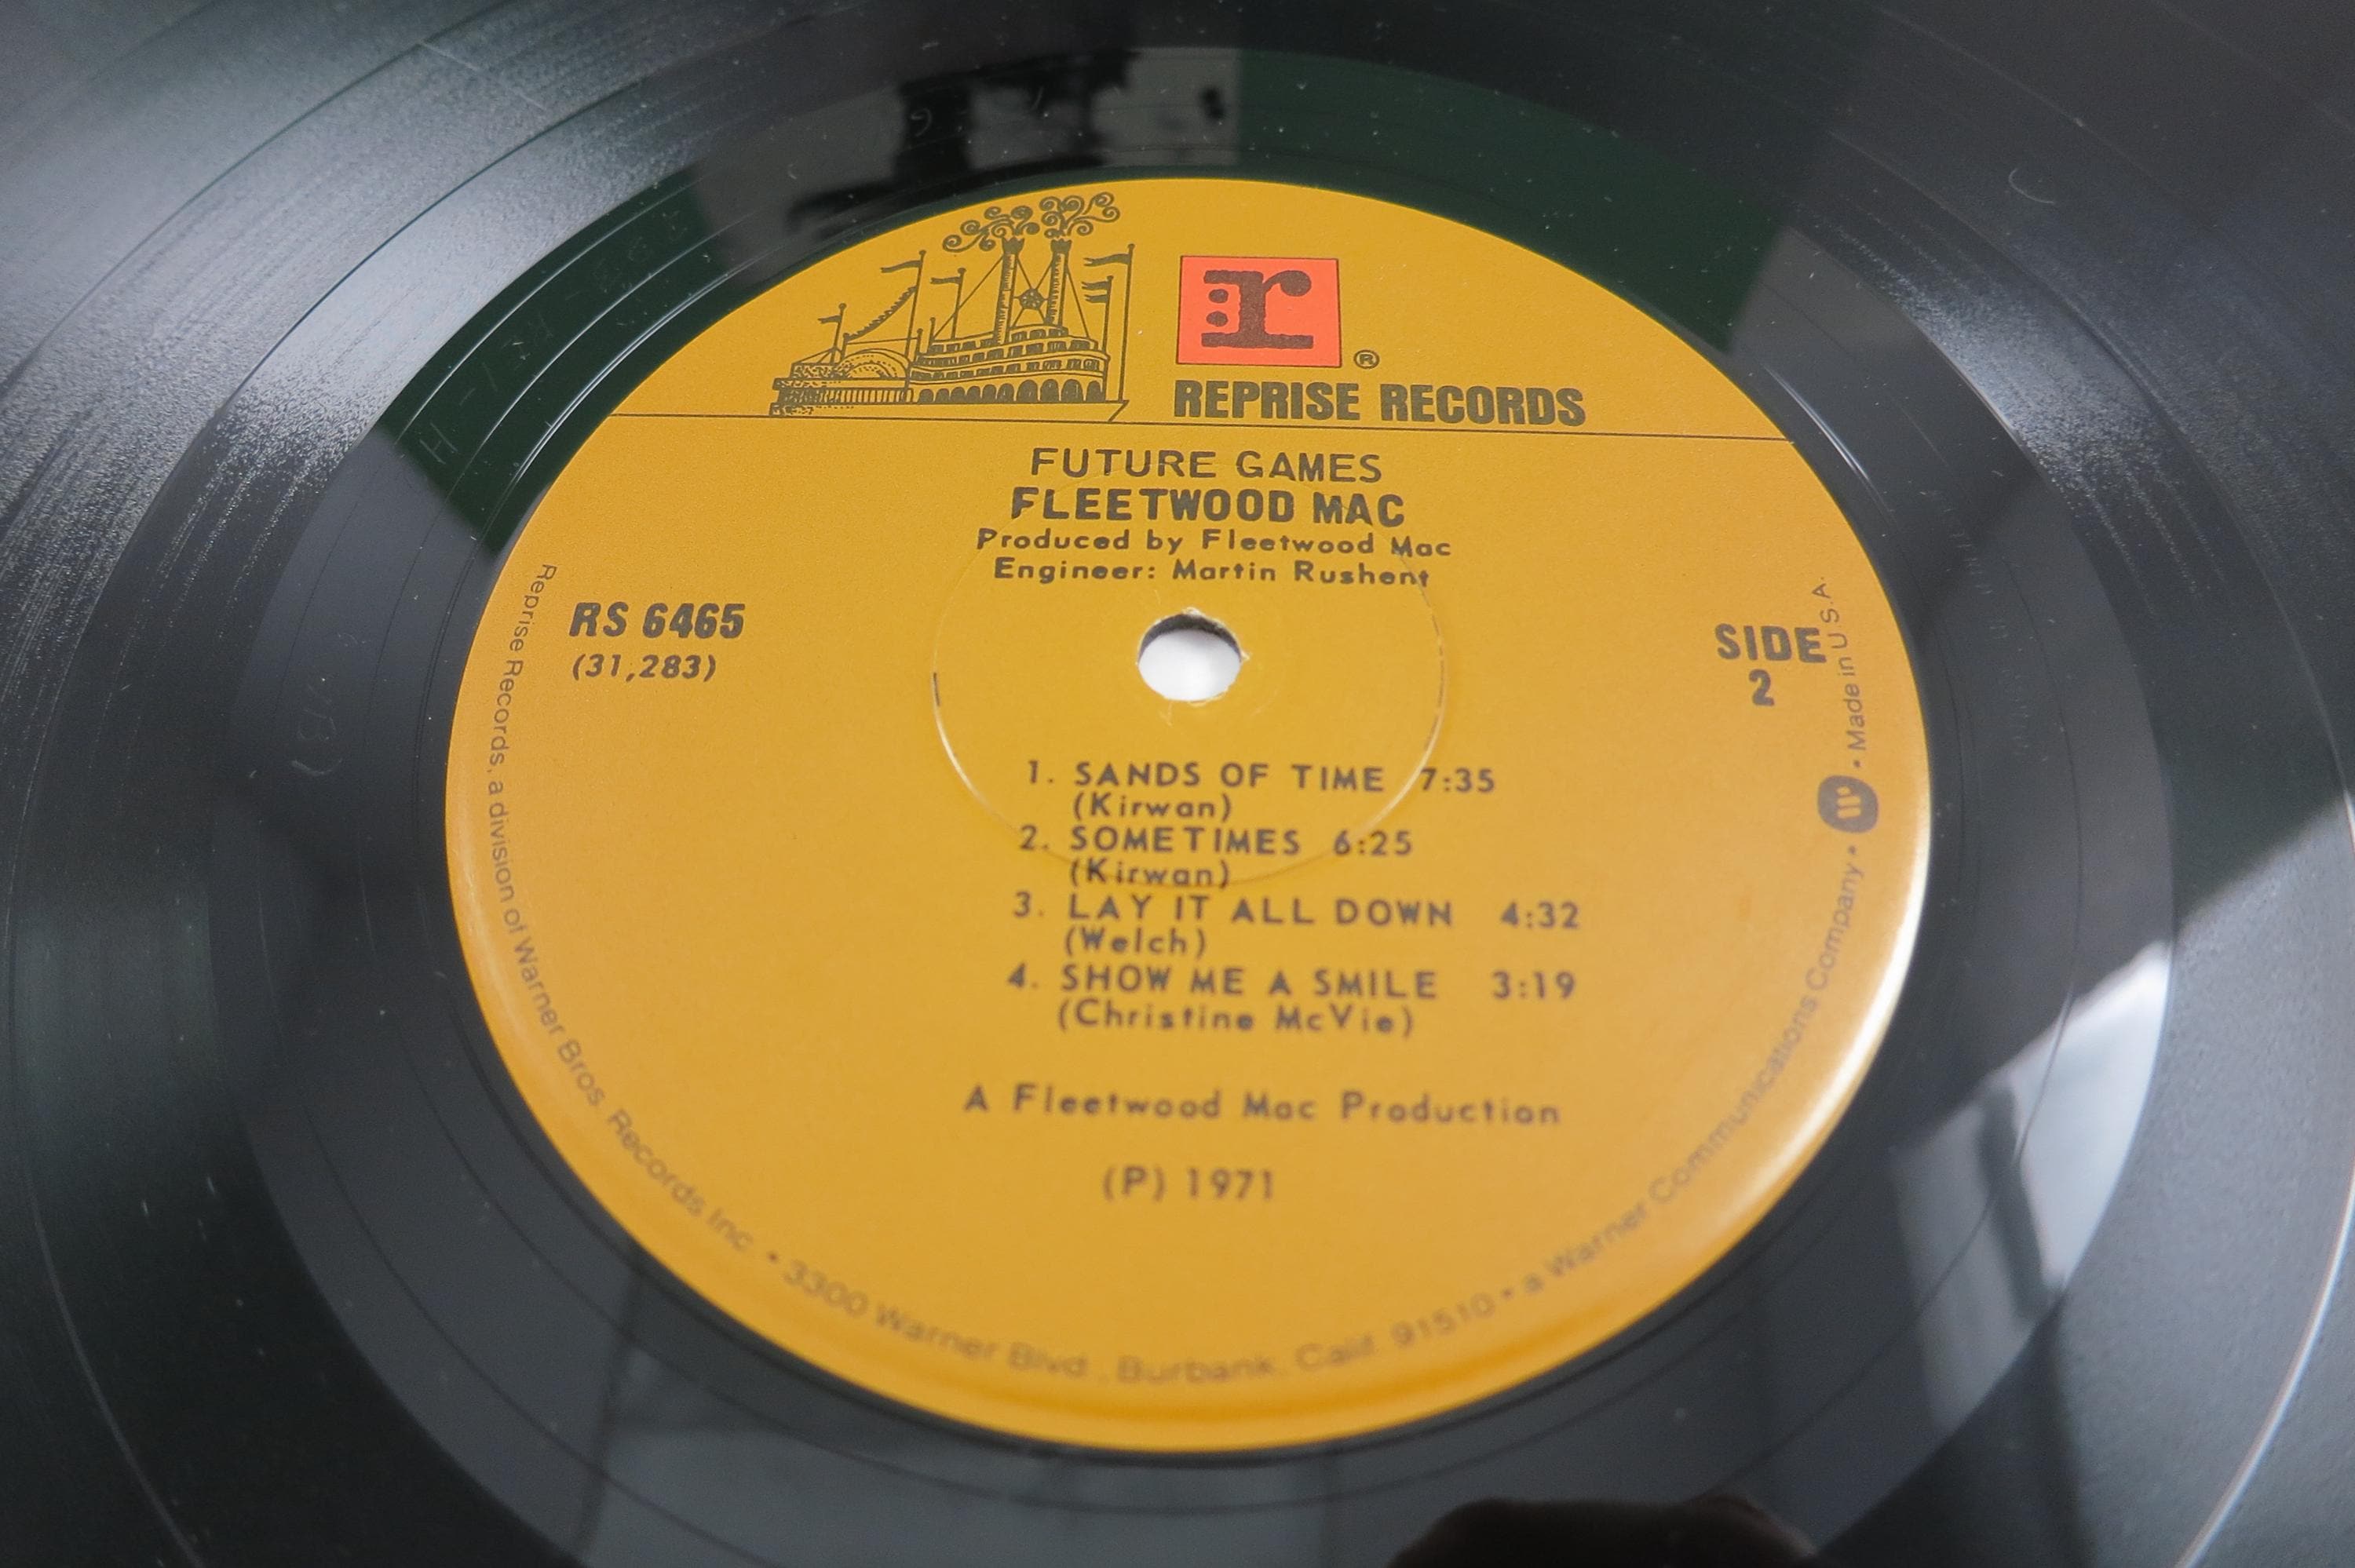 r
®
REPRISE RECORDS
FUTURE GAMES
FLEETWOOD MAC
Produced by Fleetwood Mac
Engineer: Martin Rushent
RS 6465
(31,283)
SIDE
2
1. SANDS OF TIME 7:35
(Kirwan)
2. SOMETIMES 6:25
(Kirwan)
3. LAY IT ALL DOWN 4:32
(Welch)
4. SHOW ME A SMILE 3:19
(Christine McVie)
A Fleetwood Mac Production
(P) 1971
Reprise Records, a division of Warner Bros. Records Inc. • 3300 Warner Blvd., Burbank, Calif. 91510 • a Warner Communications Company • W • Made in U.S.A.